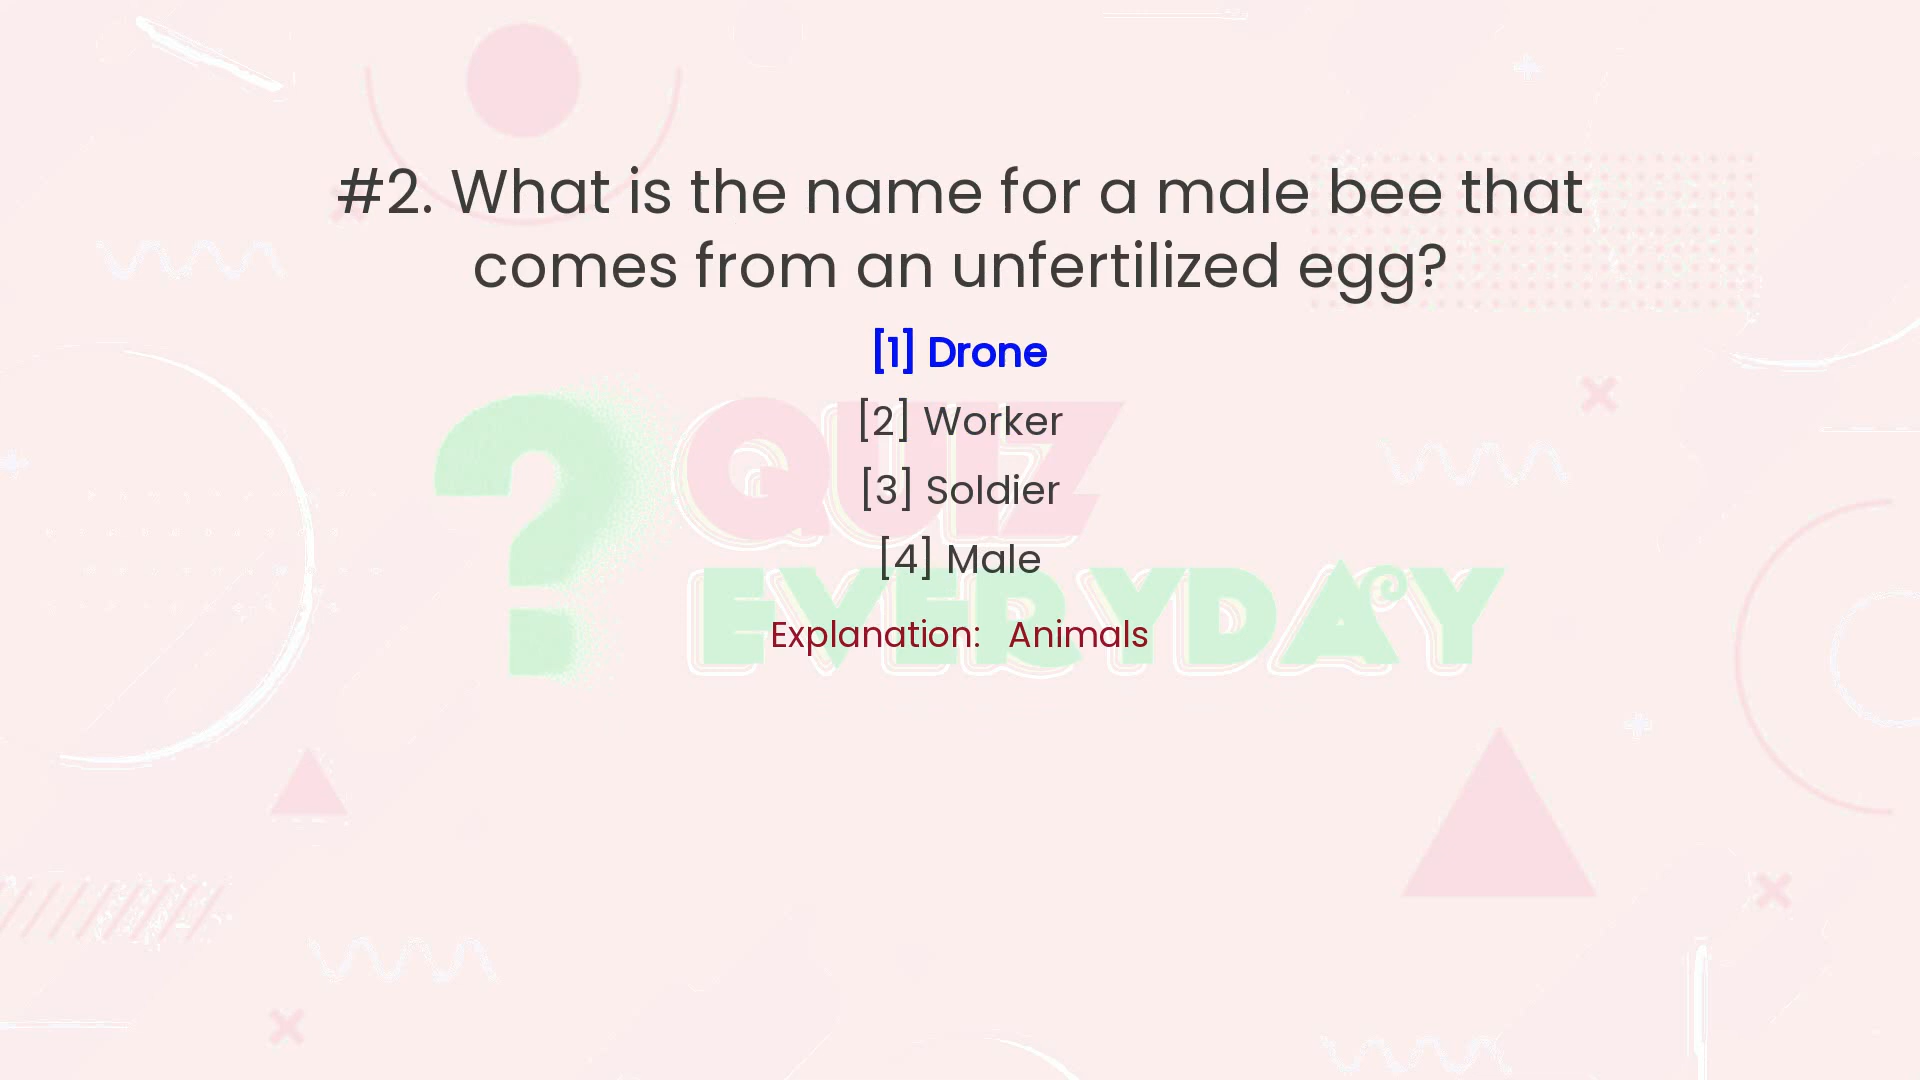 #2. What is the name for a male bee that
comes from an unfertilized egg?
[1] Drone
[2] Worker
[3] Soldier
[4] Male
Explanation: Animals
? QUIZ
EVERYDAY